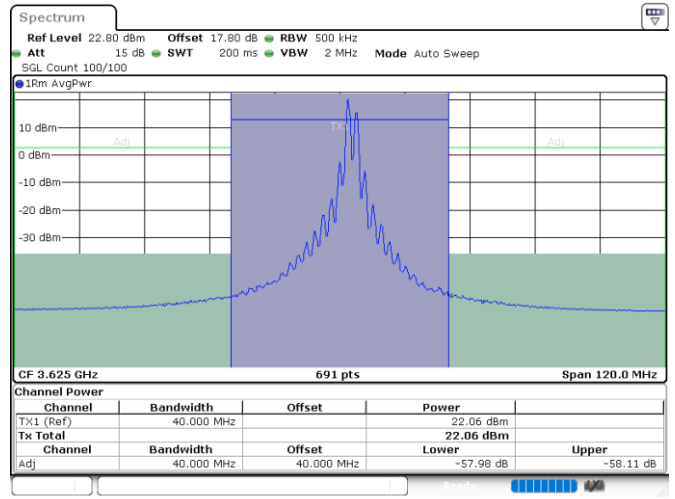 Spectrum
Ref Level 22.80 dBm Offset 17.80 dB RBW 500 kHz
Att 15 dB SWT 200 ms VBW 2 MHz Mode Auto Sweep
SGL Count 100/100
1Rm AvgPwr
10 dBm
Adj TX1 Adj
0 dBm
-10 dBm
-20 dBm
-30 dBm
CF 3.625 GHz 691 pts Span 120.0 MHz
Channel Power
Channel Bandwidth Offset Power
TX1 (Ref) 40.000 MHz 22.06 dBm
Tx Total 22.06 dBm
Channel Bandwidth Offset Lower Upper
Adj 40.000 MHz 40.000 MHz -57.98 dB -58.11 dB
Ready